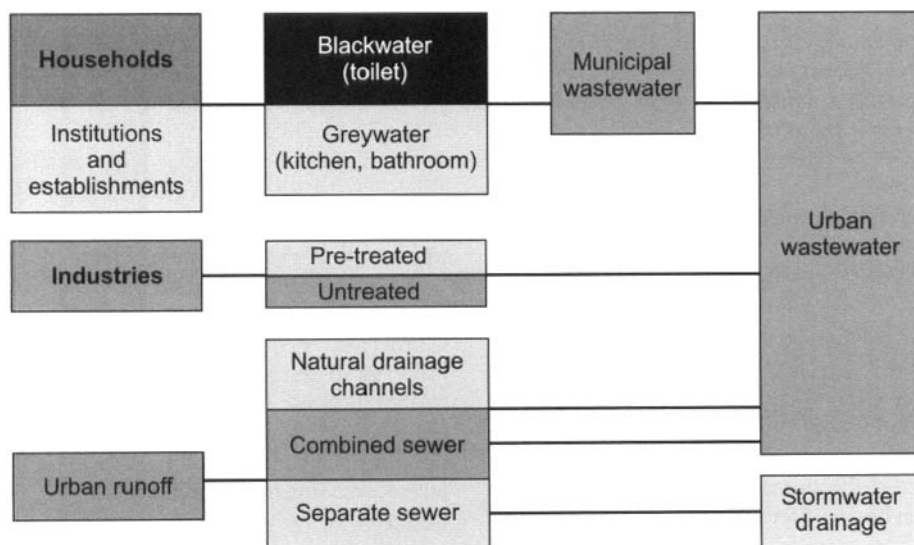 Households
Institutions
and
establishments
Blackwater
(toilet)
Greywater
(kitchen, bathroom)
Municipal
wastewater
Urban
wastewater
Industries
Pre-treated
Untreated
Natural drainage
channels
Combined sewer
Separate sewer
Urban runoff
Stormwater
drainage